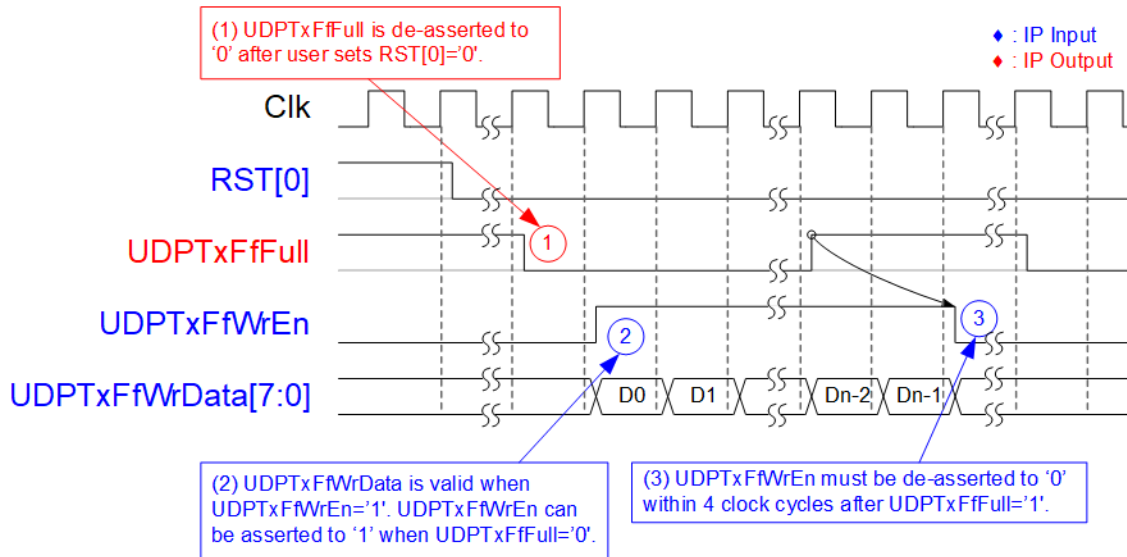 (1) UDPTxFfFull is de-asserted to
‘0’ after user sets RST[0]=’0’.
♦ : IP Input
♦ : IP Output
Clk
RST[0]
UDPTxFfFull
1
UDPTxFfWrEn
2
3
UDPTxFfWrData[7:0]
D0
D1
Dn-2
Dn-1
(2) UDPTxFfWrData is valid when
UDPTxFfWrEn=’1’. UDPTxFfWrEn can
be asserted to ‘1’ when UDPTxFfFull=’0’.
(3) UDPTxFfWrEn must be de-asserted to ‘0’
within 4 clock cycles after UDPTxFfFull=’1’.